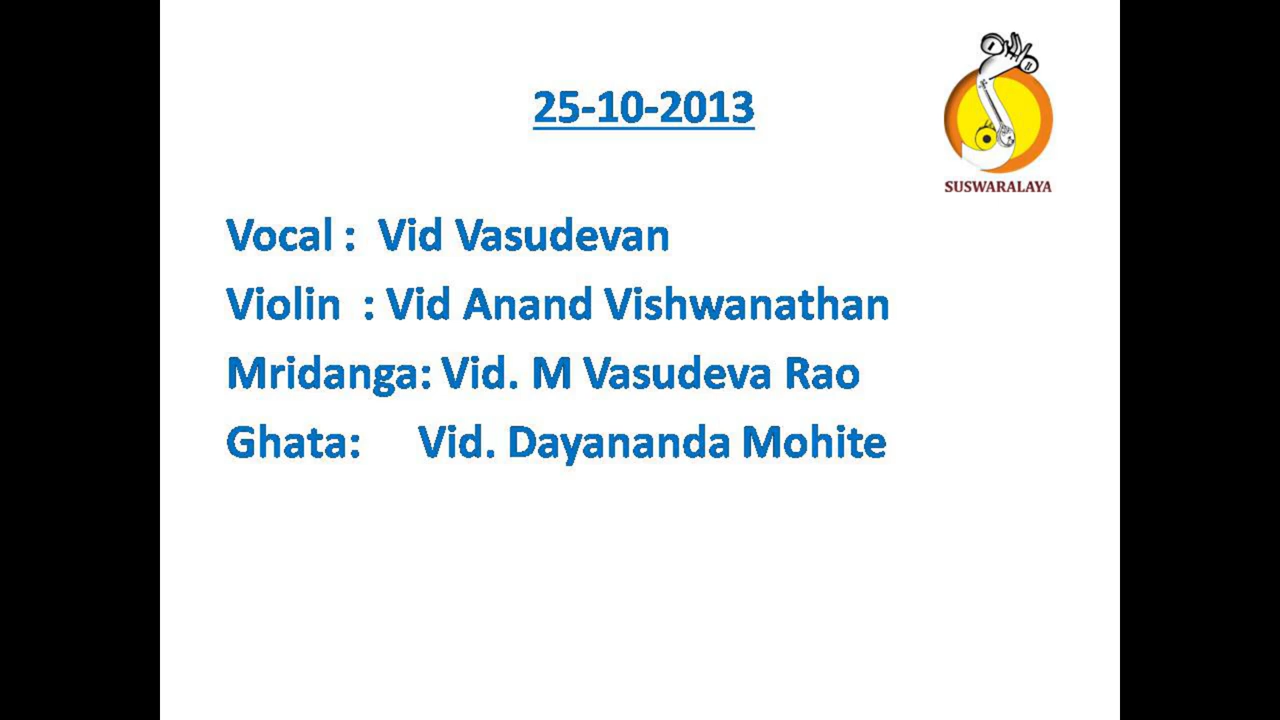 25-10-2013
SUSWARALAYA
Vocal : Vid Vasudevan
Violin : Vid Anand Vishwanathan
Mridanga: Vid. M Vasudeva Rao
Ghata: Vid. Dayananda Mohite